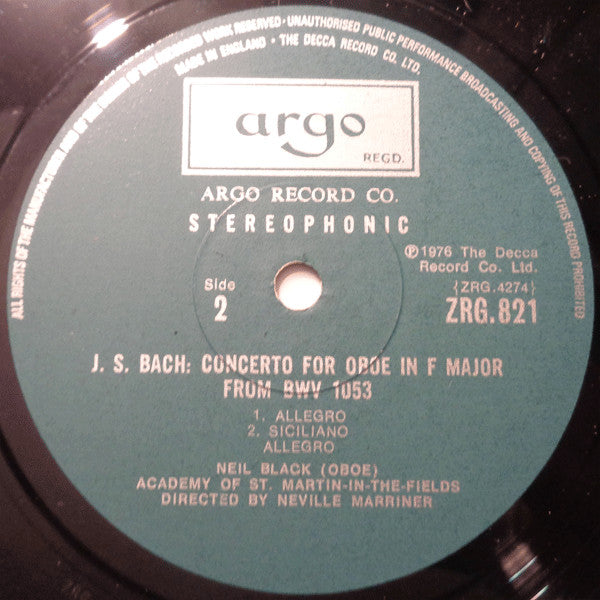 ALL RIGHTS OF THE MANUFACTURER AND OF THE OWNER OF THE RECORDED WORK RESERVED · UNAUTHORISED PUBLIC PERFORMANCE BROADCASTING AND COPYING OF THIS RECORD PROHIBITED
MADE IN ENGLAND · THE DECCA RECORD CO. LTD.
argo
REGD.
ARGO RECORD CO.
STEREOPHONIC
℗1976 The Decca
Record Co. Ltd.
Side
2
{ZRG.4274}
ZRG.821
J. S. BACH: CONCERTO FOR OBOE IN F MAJOR
FROM BWV 1053
1. ALLEGRO
2. SICILIANO
ALLEGRO
NEIL BLACK (OBOE)
ACADEMY OF ST. MARTIN-IN-THE-FIELDS
DIRECTED BY NEVILLE MARRINER